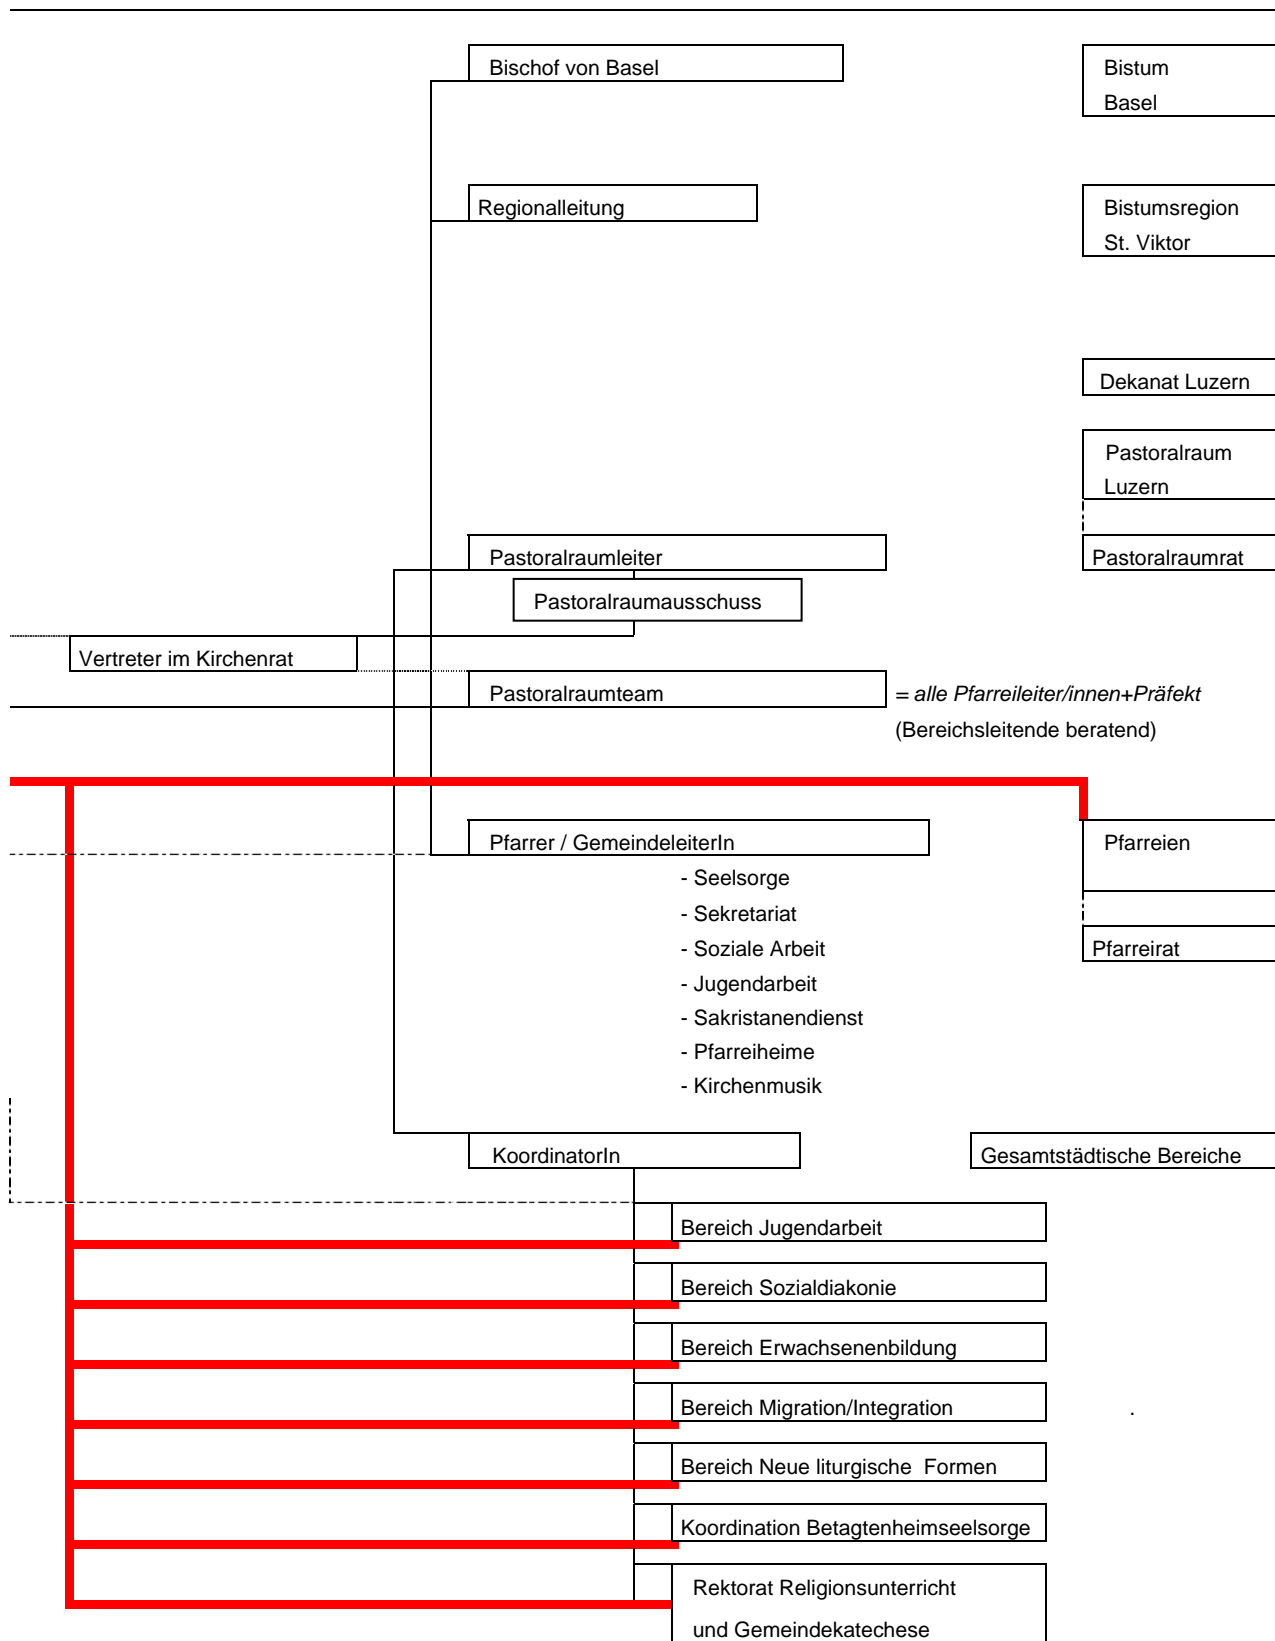 Bischof von Basel
Bistum
Basel
Regionalleitung
Bistumsregion
St. Viktor
Dekanat Luzern
Pastoralraum
Luzern
Pastoralraumleiter
Pastoralraumrat
Pastoralraumausschuss
Vertreter im Kirchenrat
Pastoralraumteam
= alle Pfarreileiter/innen+Präfekt
(Bereichsleitende beratend)
Pfarrer / GemeindeleiterIn
Pfarreien
- Seelsorge
- Sekretariat
- Soziale Arbeit
Pfarreirat
- Jugendarbeit
- Sakristanendienst
- Pfarreiheime
- Kirchenmusik
KoordinatorIn
Gesamtstädtische Bereiche
Bereich Jugendarbeit
Bereich Sozialdiakonie
Bereich Erwachsenenbildung
Bereich Migration/Integration
.
Bereich Neue liturgische  Formen
Koordination Betagtenheimseelsorge
Rektorat Religionsunterricht
und Gemeindekatechese